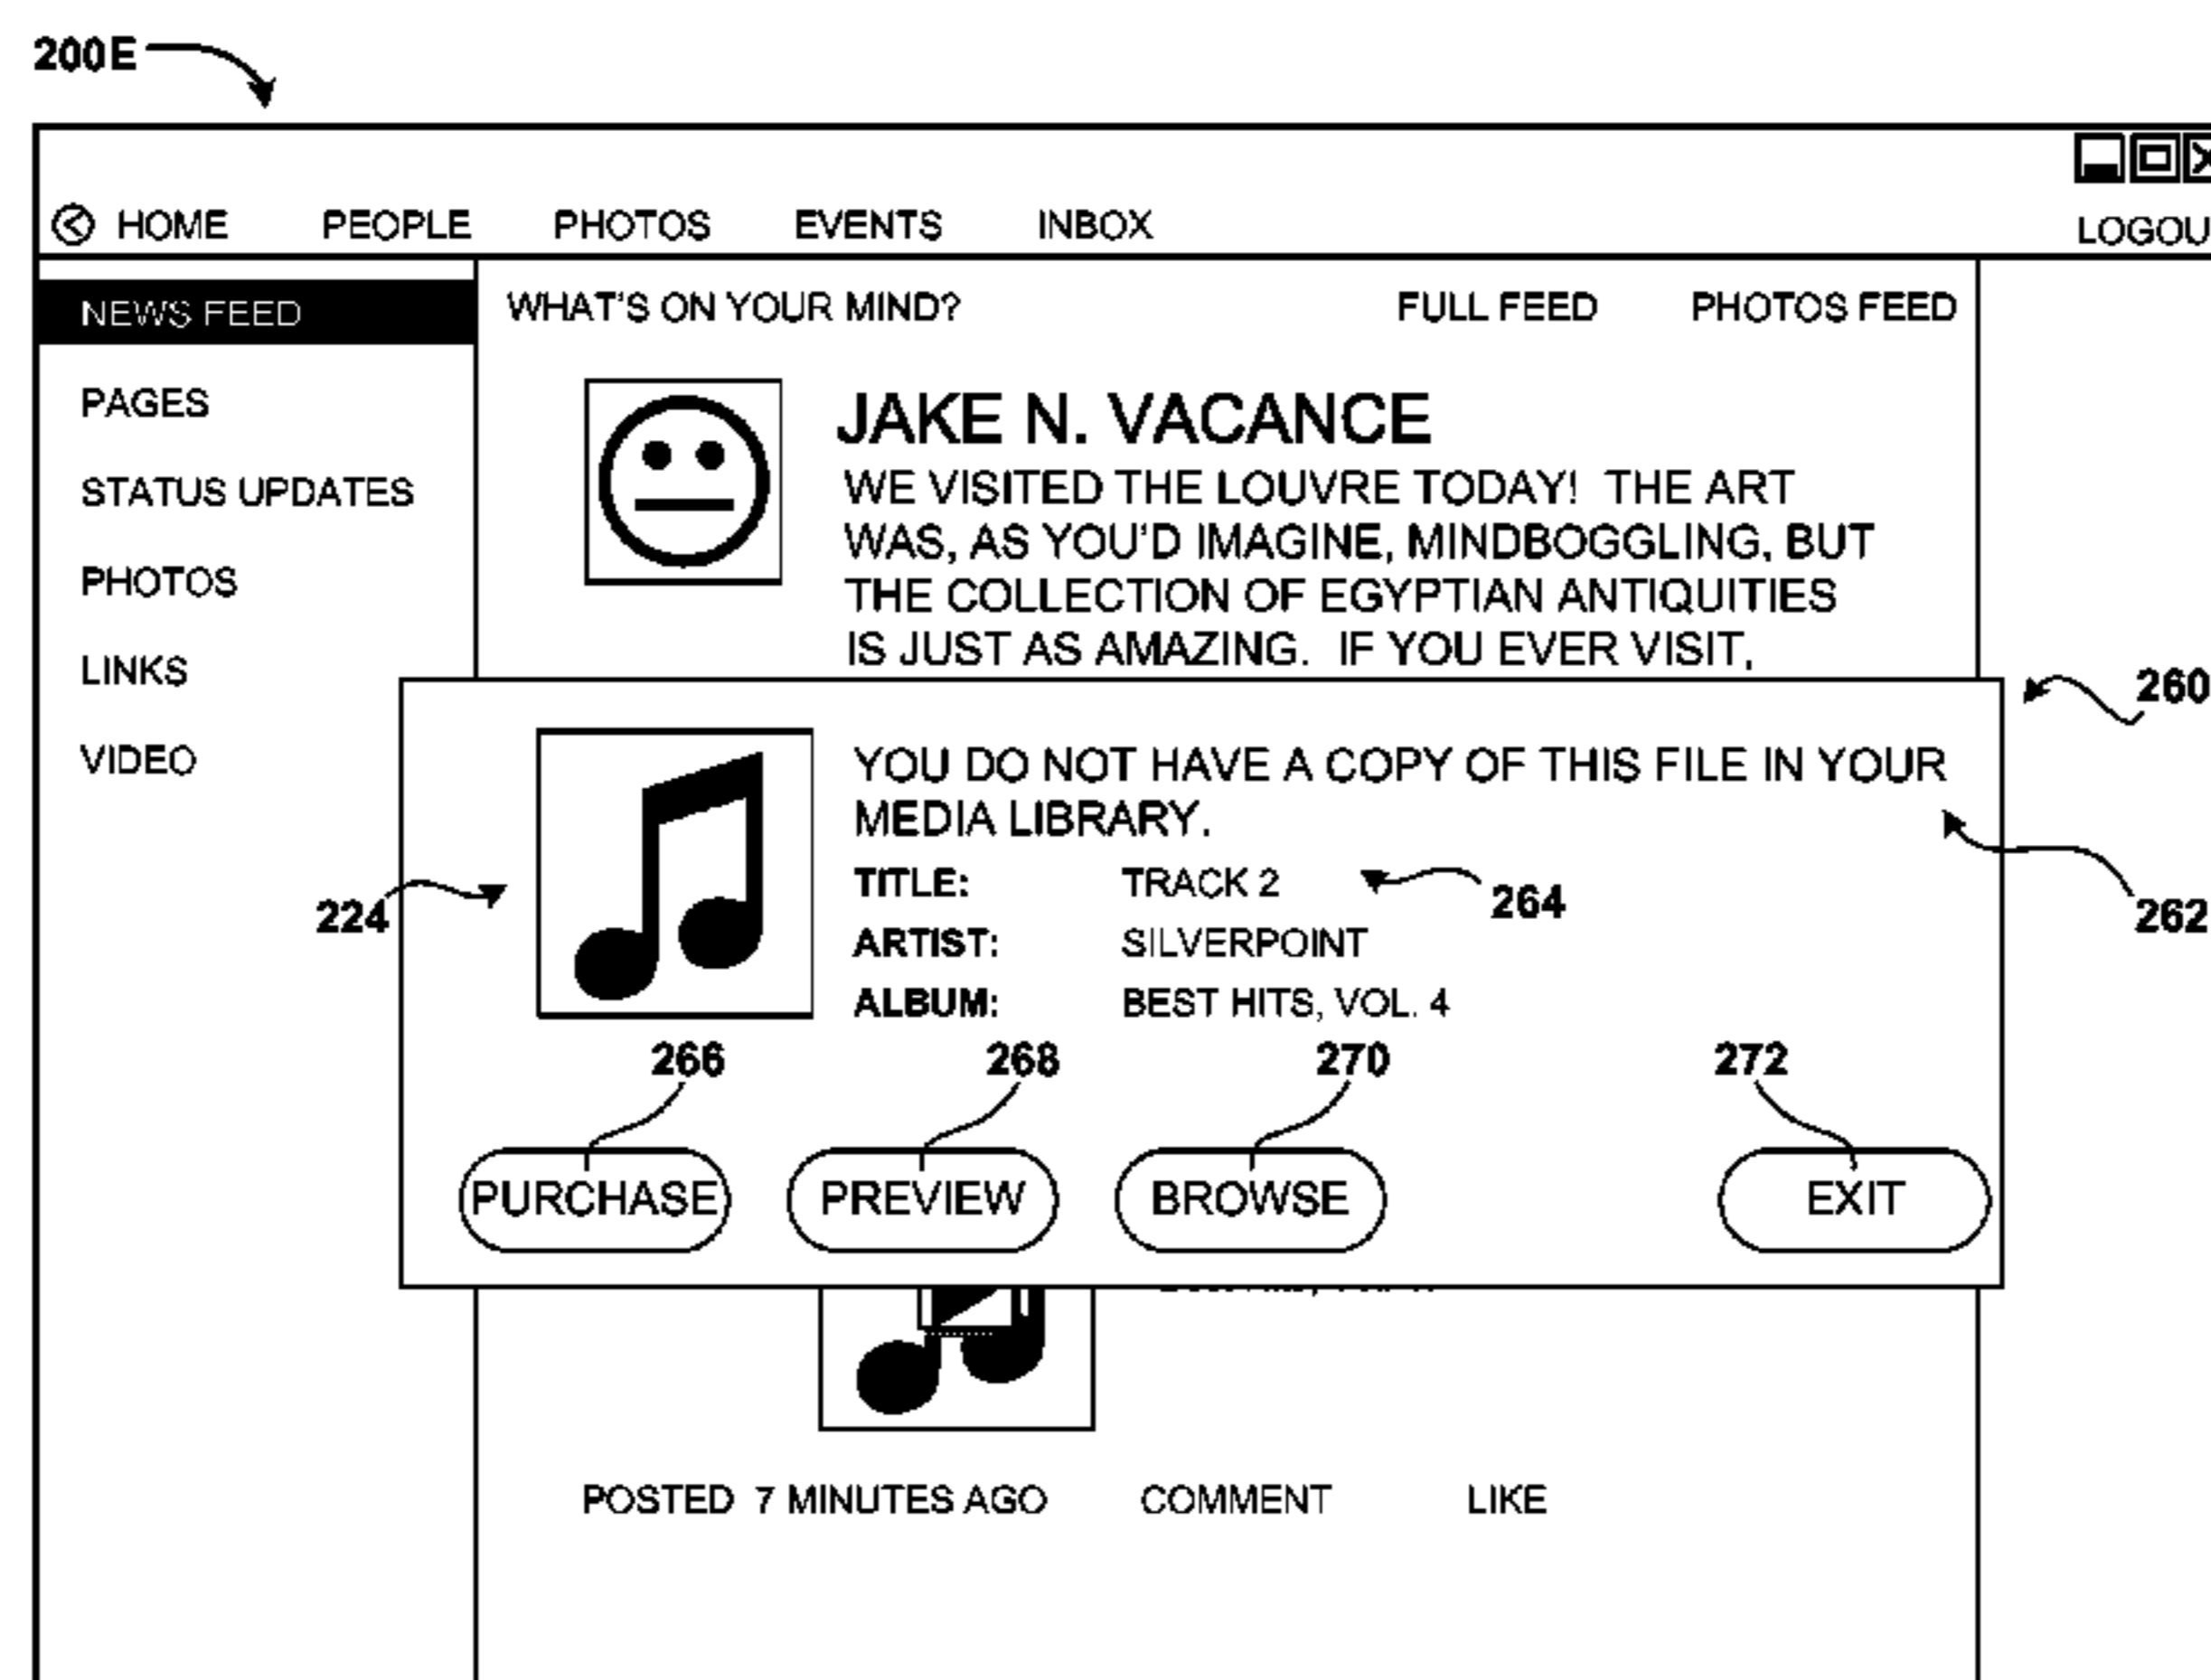 200E
HOME PEOPLE PHOTOS EVENTS INBOX
NEWS FEED
PAGES
STATUS UPDATES
PHOTOS
LINKS
VIDEO
WHAT'S ON YOUR MIND? FULL FEED PHOTOS FEED
JAKE N. VACANCE
WE VISITED THE LOUVRE TODAY! THE ART
WAS, AS YOU'D IMAGINE, MINDBOGGLING, BUT
THE COLLECTION OF EGYPTIAN ANTIQUITIES
IS JUST AS AMAZING. IF YOU EVER VISIT,
260
YOU DO NOT HAVE A COPY OF THIS FILE IN YOUR
MEDIA LIBRARY.
262
224
TITLE: TRACK 2
264
ARTIST: SILVERPOINT
ALBUM: BEST HITS, VOL. 4
266 268 270 272
PURCHASE PREVIEW BROWSE EXIT
POSTED 7 MINUTES AGO COMMENT LIKE